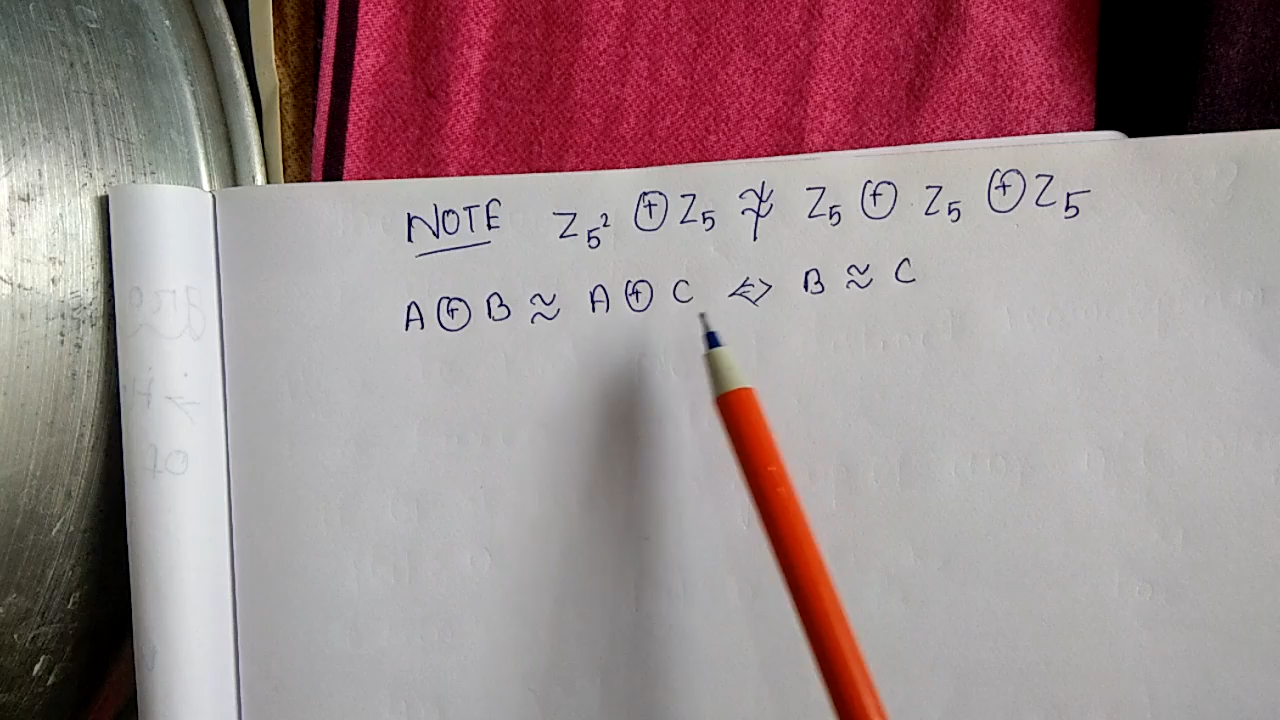 NOTE Z₅² ⊕ Z₅ ≉ Z₅ ⊕ Z₅ ⊕ Z₅
A ⊕ B ≈ A ⊕ C ⇔ B ≈ C